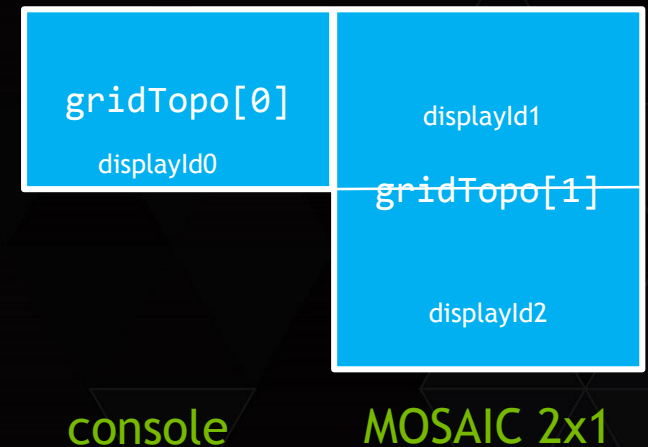 gridTopo[0]
displayId0
displayId1
gridTopo[1]
displayId2
console
MOSAIC 2x1